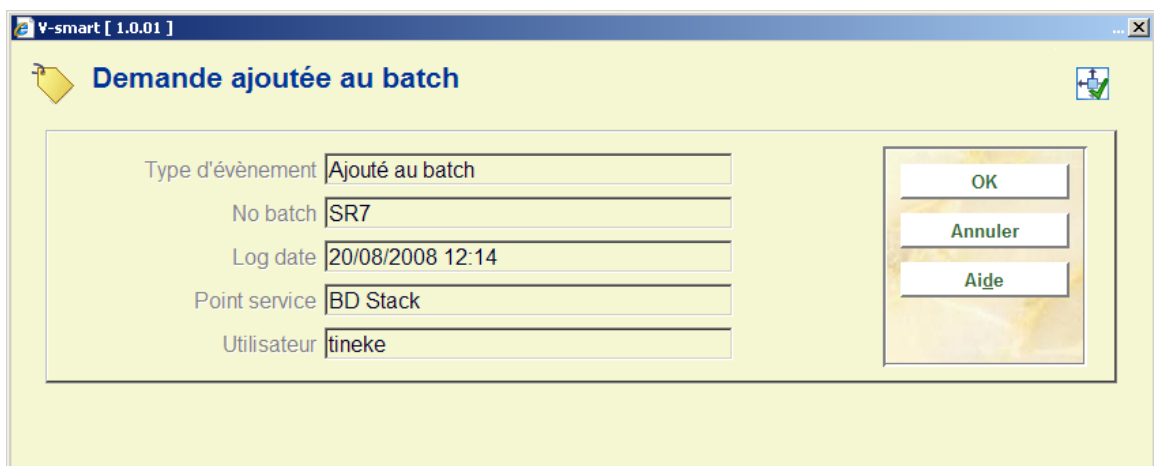 V-smart [ 1.0.01 ]
...
Demande ajoutée au batch
Type d'évènement Ajouté au batch
No batch SR7
Log date 20/08/2008 12:14
Point service BD Stack
Utilisateur tineke
OK
Annuler
Aide